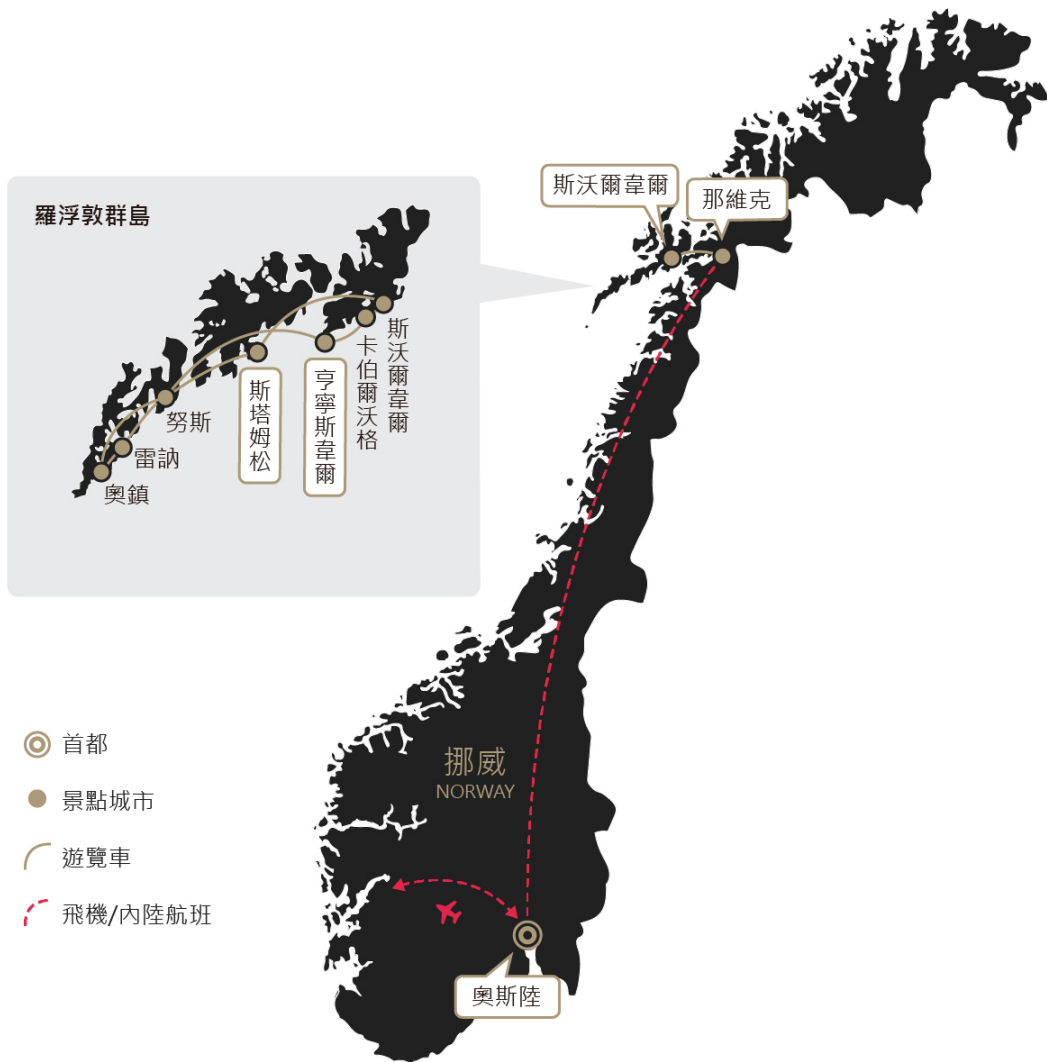 斯沃爾韋爾
那維克
羅浮敦群島
斯沃爾韋爾
卡伯爾沃格
亨寧斯韋爾
斯塔姆松
努斯
雷訥
奧鎮
挪威
NORWAY
首都
景點城市
遊覽車
飛機/內陸航班
奧斯陸